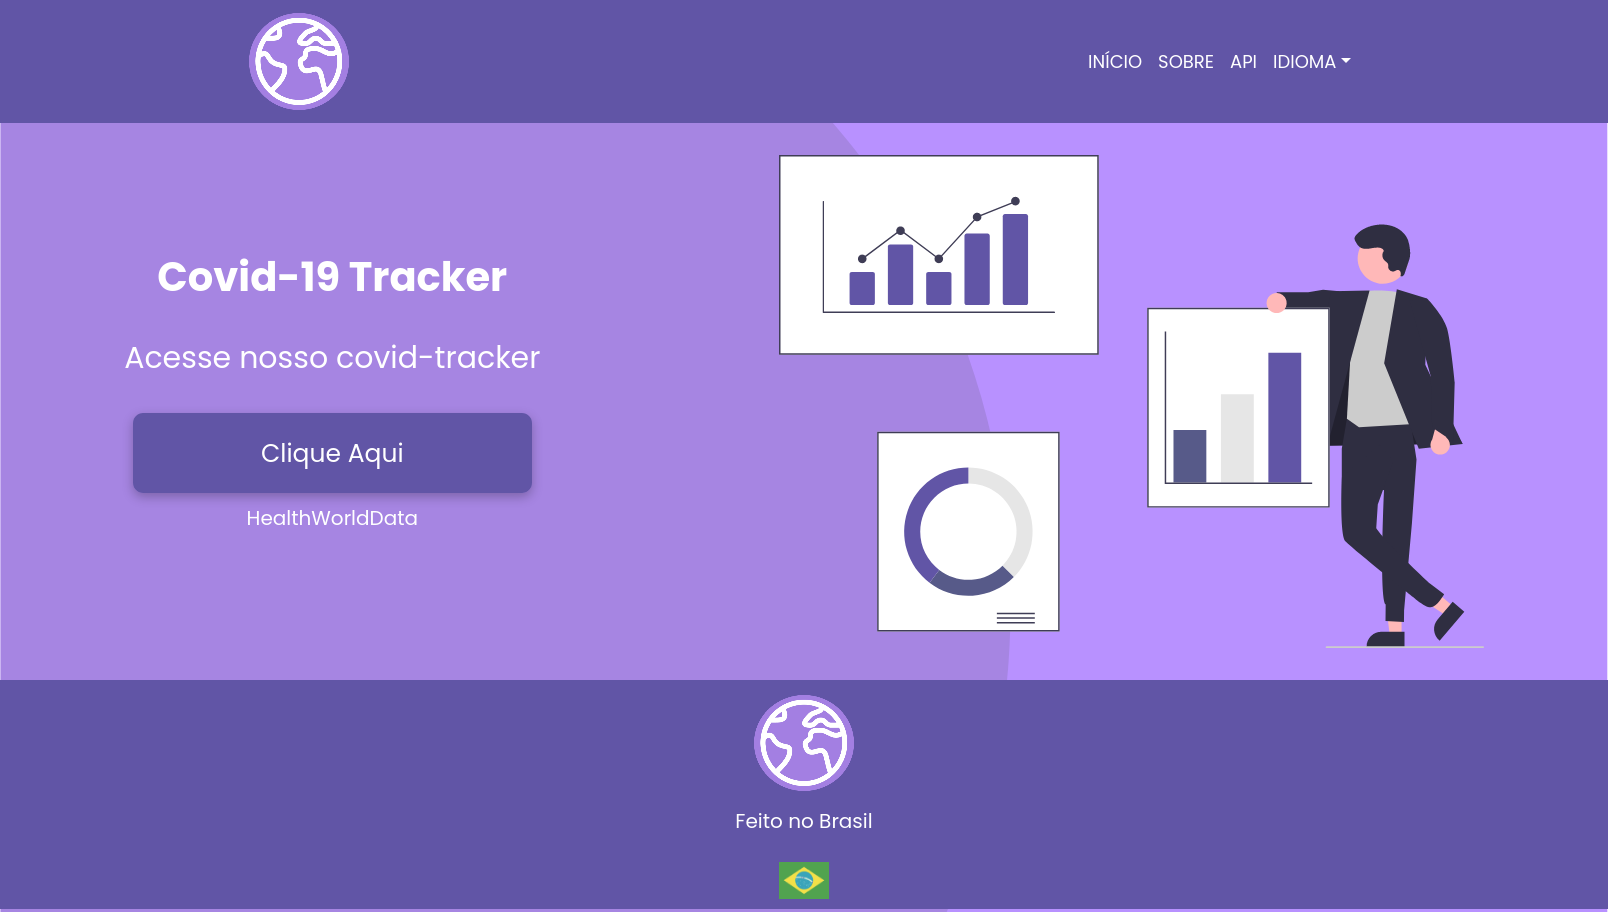 INÍCIO SOBRE API IDIOMA
Covid-19 Tracker
Acesse nosso covid-tracker
Clique Aqui
HealthWorldData
Feito no Brasil